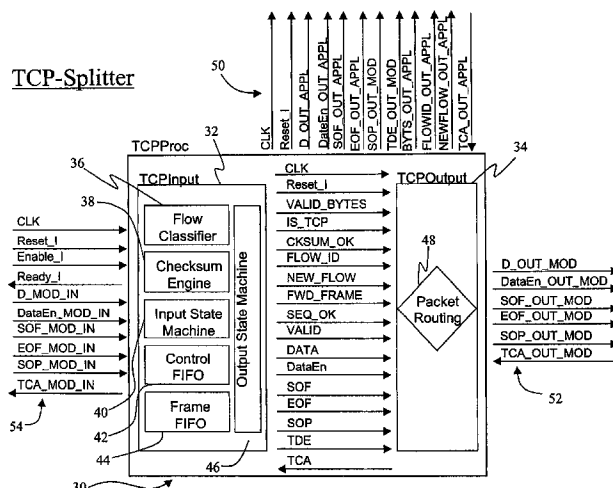 TCP-Splitter
50
CLK
Reset_I
D_OUT_APPL
DateEn_OUT_APPL
SOF_OUT_APPL
EOF_OUT_APPL
SOP_OUT_MOD
TDE_OUT_MOD
BYTS_OUT_APPL
FLOWID_OUT_APPL
NEWFLOW_OUT_APPL
TCA_OUT_APPL
TCPProc
32
34
36
38
TCPInput
Flow
Classifier
Checksum
Engine
Input State
Machine
Control
FIFO
Frame
FIFO
Output State Machine
40
42
44
46
CLK
Reset_I
Enable_I
Ready_I
D_MOD_IN
DataEn_MOD_IN
SOF_MOD_IN
EOF_MOD_IN
SOP_MOD_IN
TCA_MOD_IN
54
CLK
Reset_I
VALID_BYTES
IS_TCP
CKSUM_OK
FLOW_ID
NEW_FLOW
FWD_FRAME
SEQ_OK
VALID
DATA
DataEn
SOF
EOF
SOP
TDE
TCA
TCPOutput
48
Packet
Routing
D_OUT_MOD
DataEn_OUT_MOD
SOF_OUT_MOD
EOF_OUT_MOD
SOP_OUT_MOD
TCA_OUT_MOD
52
30